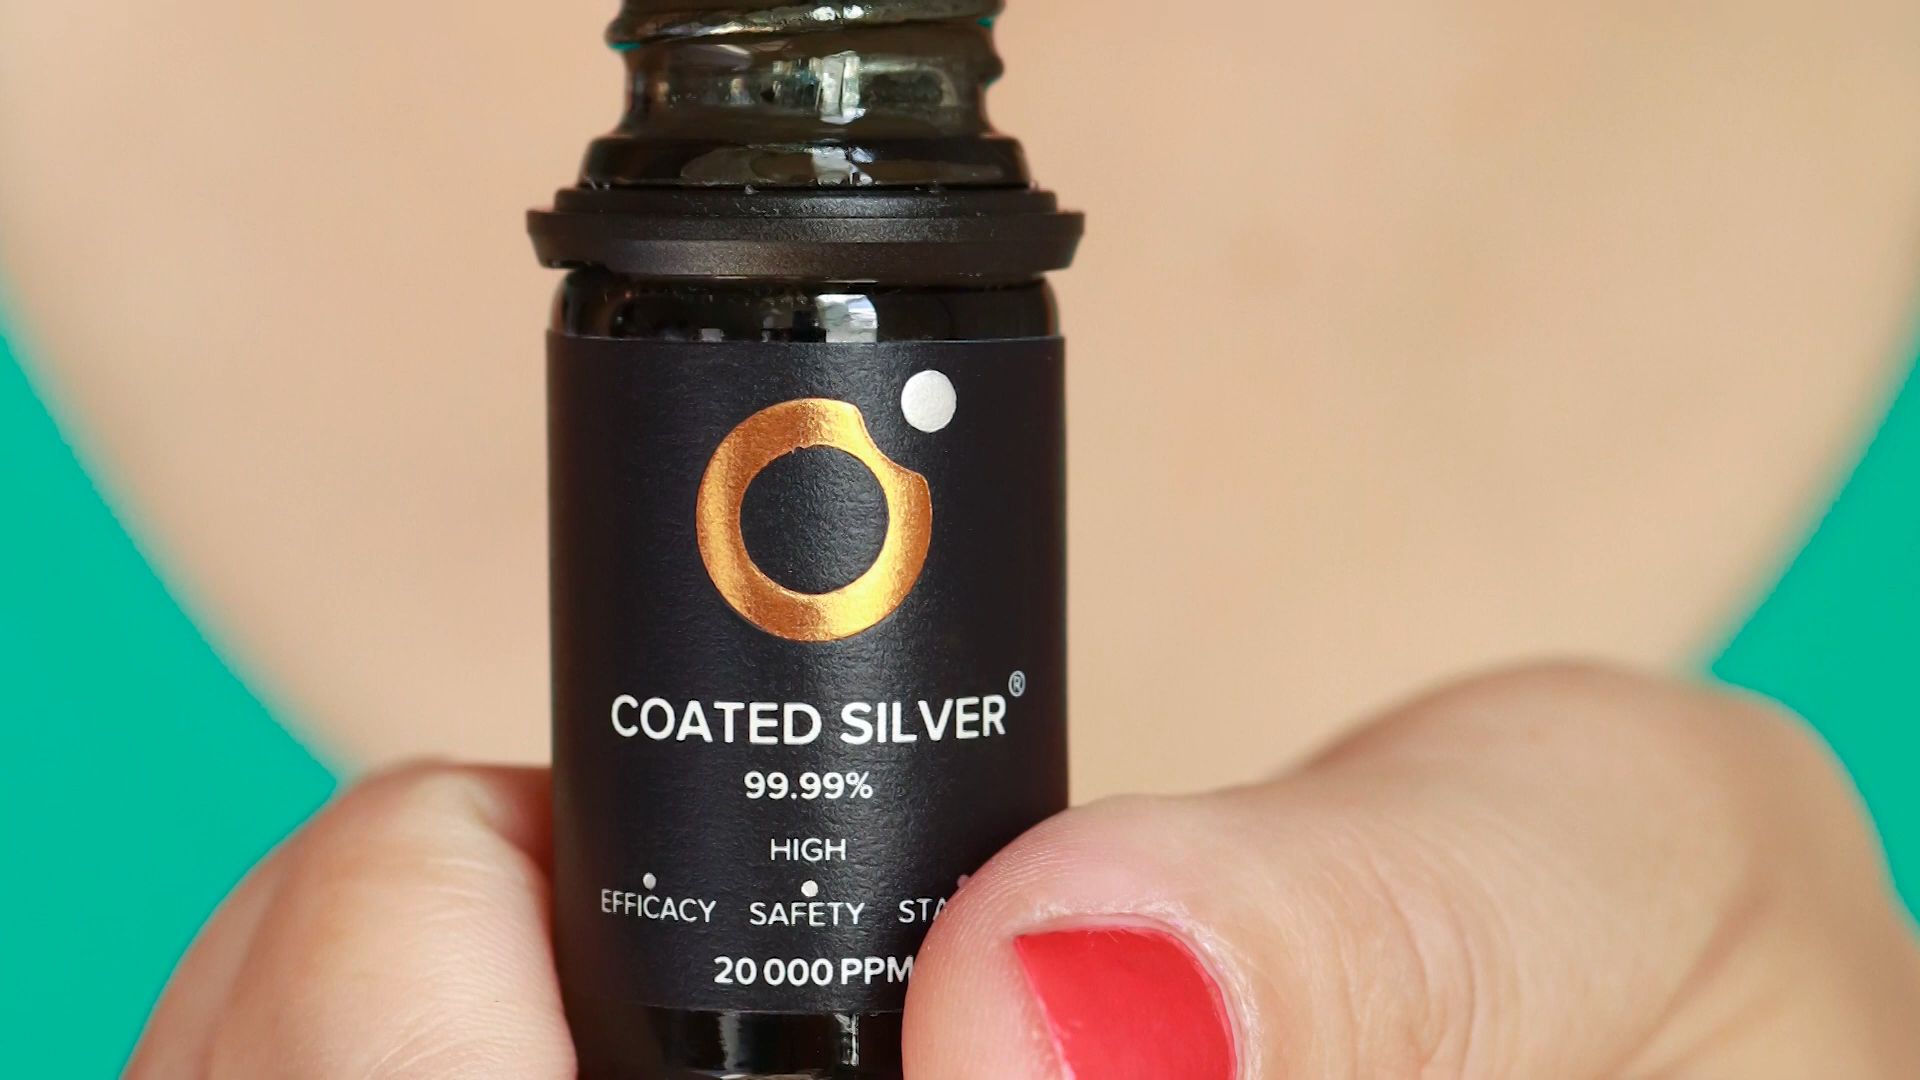 COATED SILVER®
99.99%
HIGH
EFFICACY SAFETY
20 000 PPM